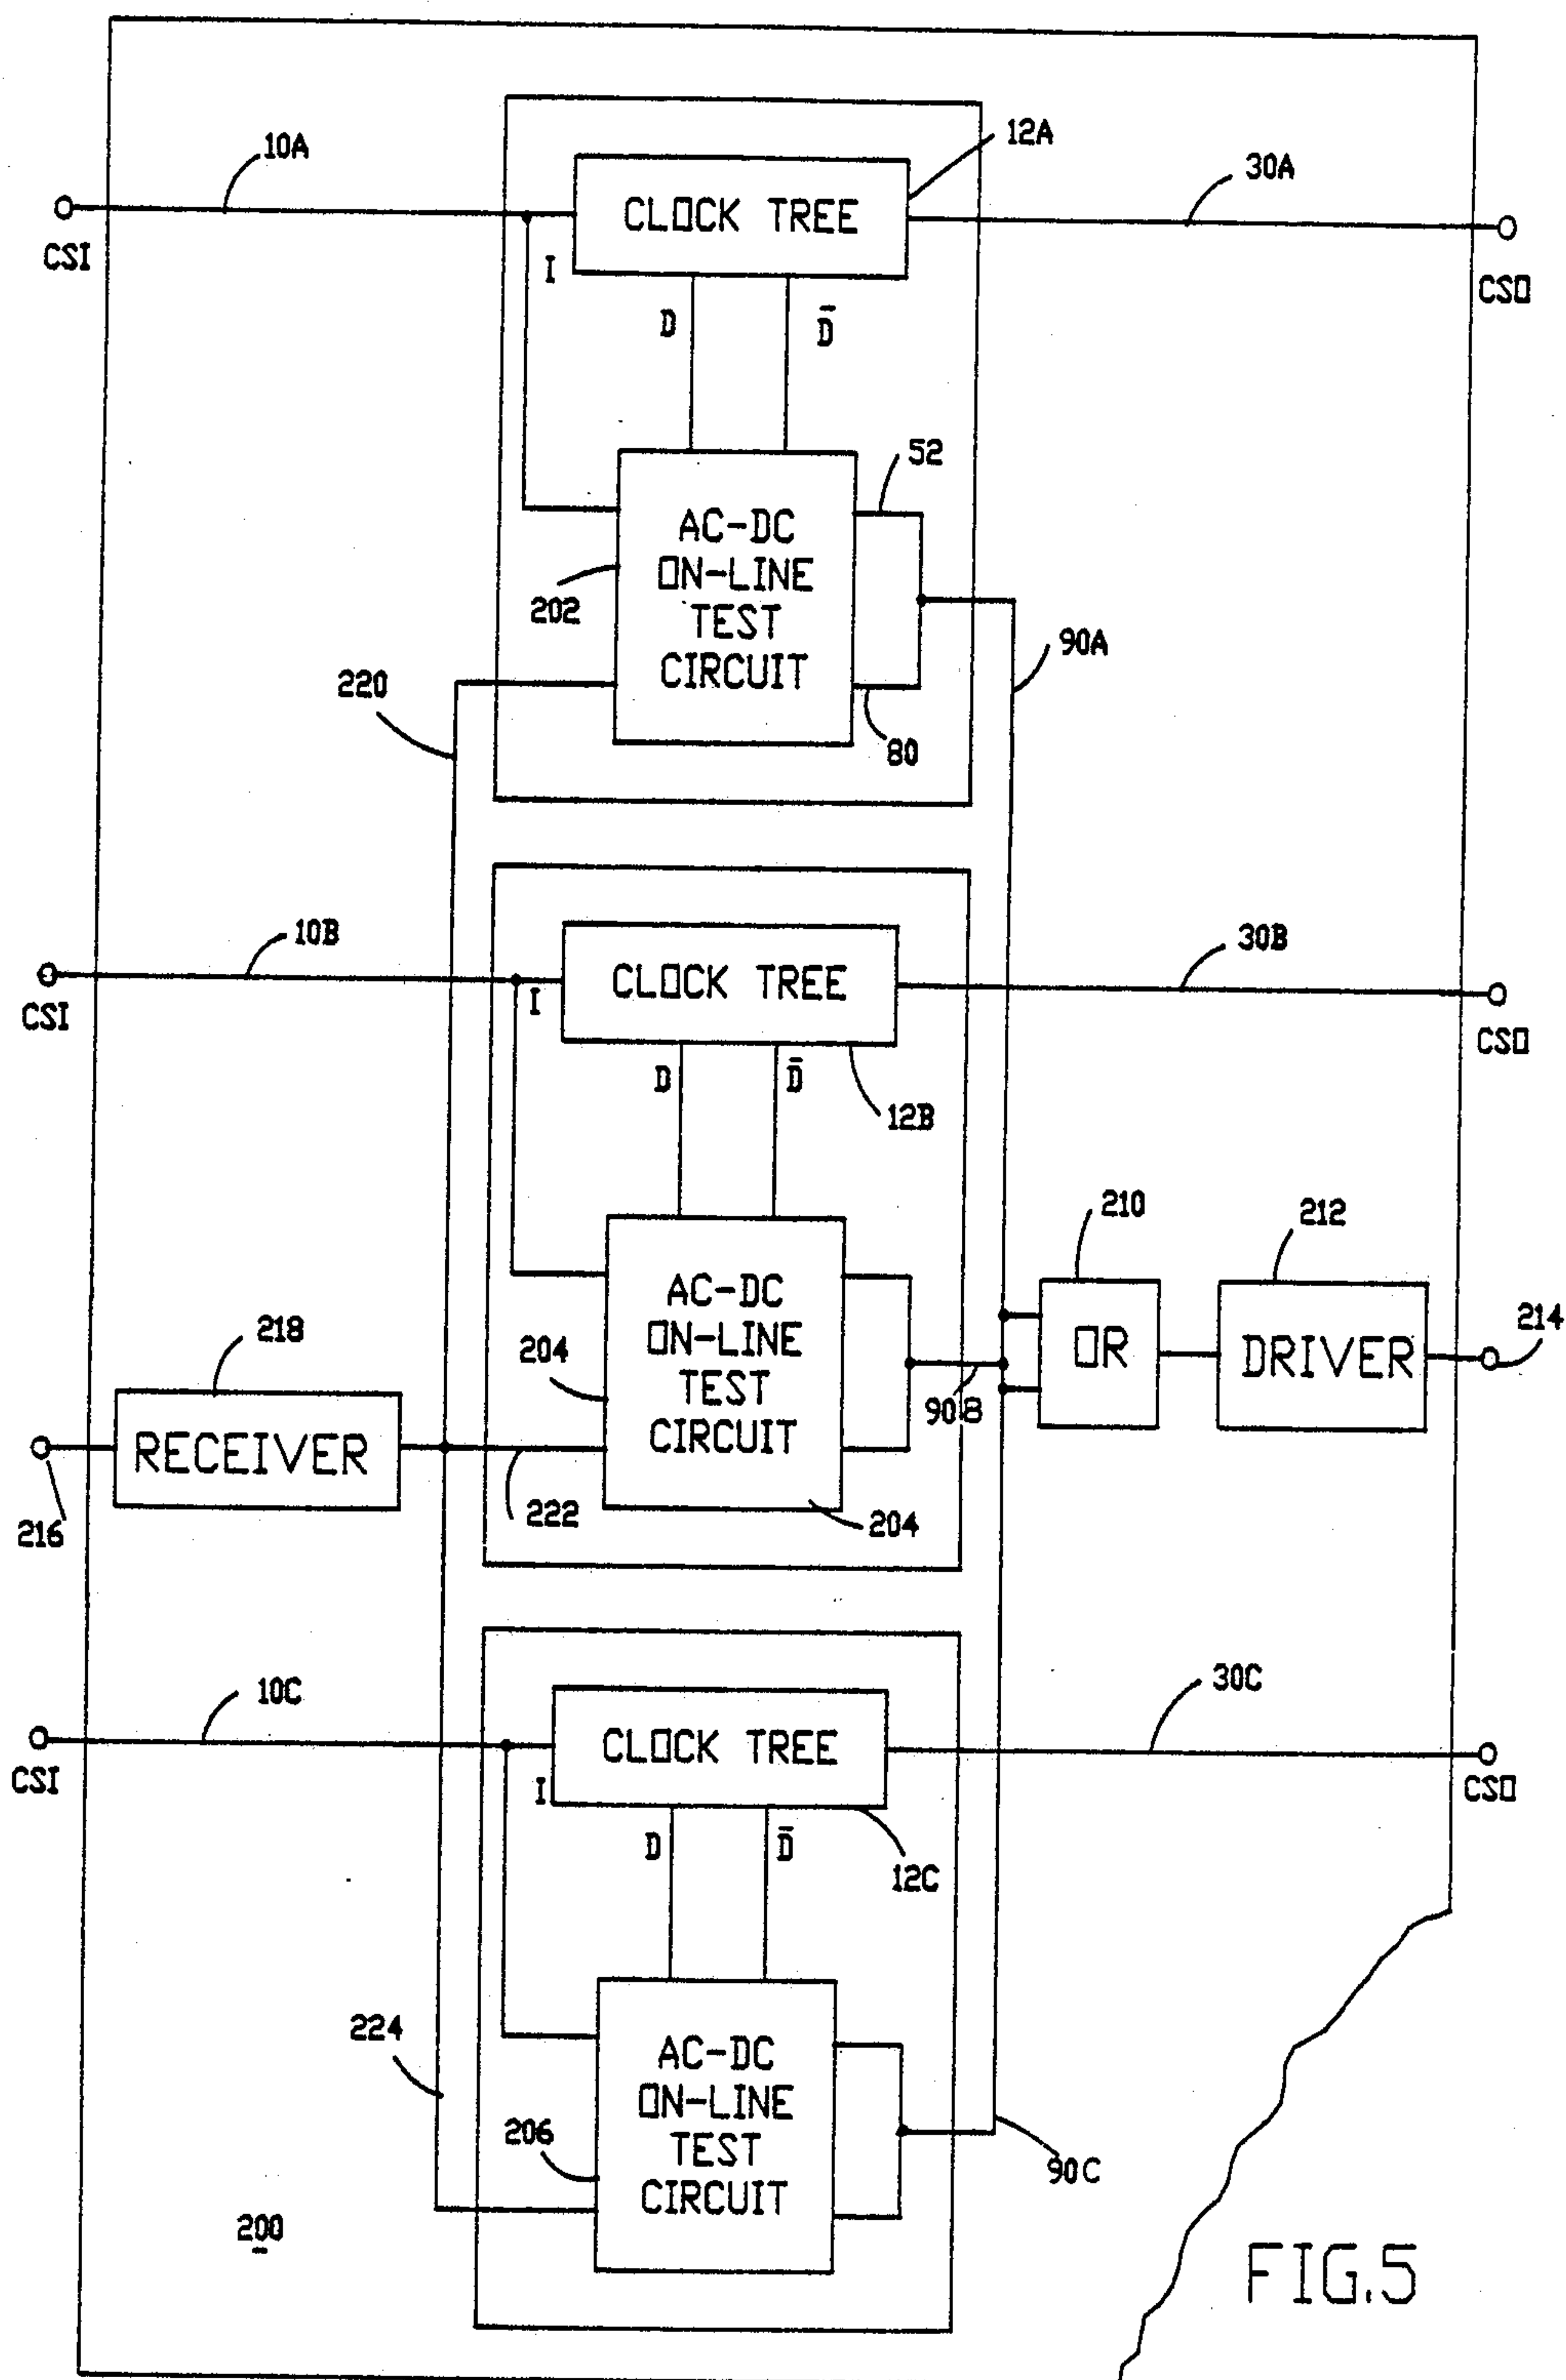 10A
12A
30A
CLOCK TREE
CSI
I
CSO
D
D̅
52
AC-DC
ON-LINE
TEST
CIRCUIT
202
90A
220
80
10B
30B
CLOCK TREE
CSI
I
CSO
D
D̅
12B
210
212
AC-DC
ON-LINE
TEST
CIRCUIT
218
204
OR
DRIVER
214
90B
RECEIVER
216
222
204
10C
30C
CLOCK TREE
CSI
I
CSO
D
D̅
12C
224
AC-DC
ON-LINE
TEST
CIRCUIT
206
90C
200
FIG.5